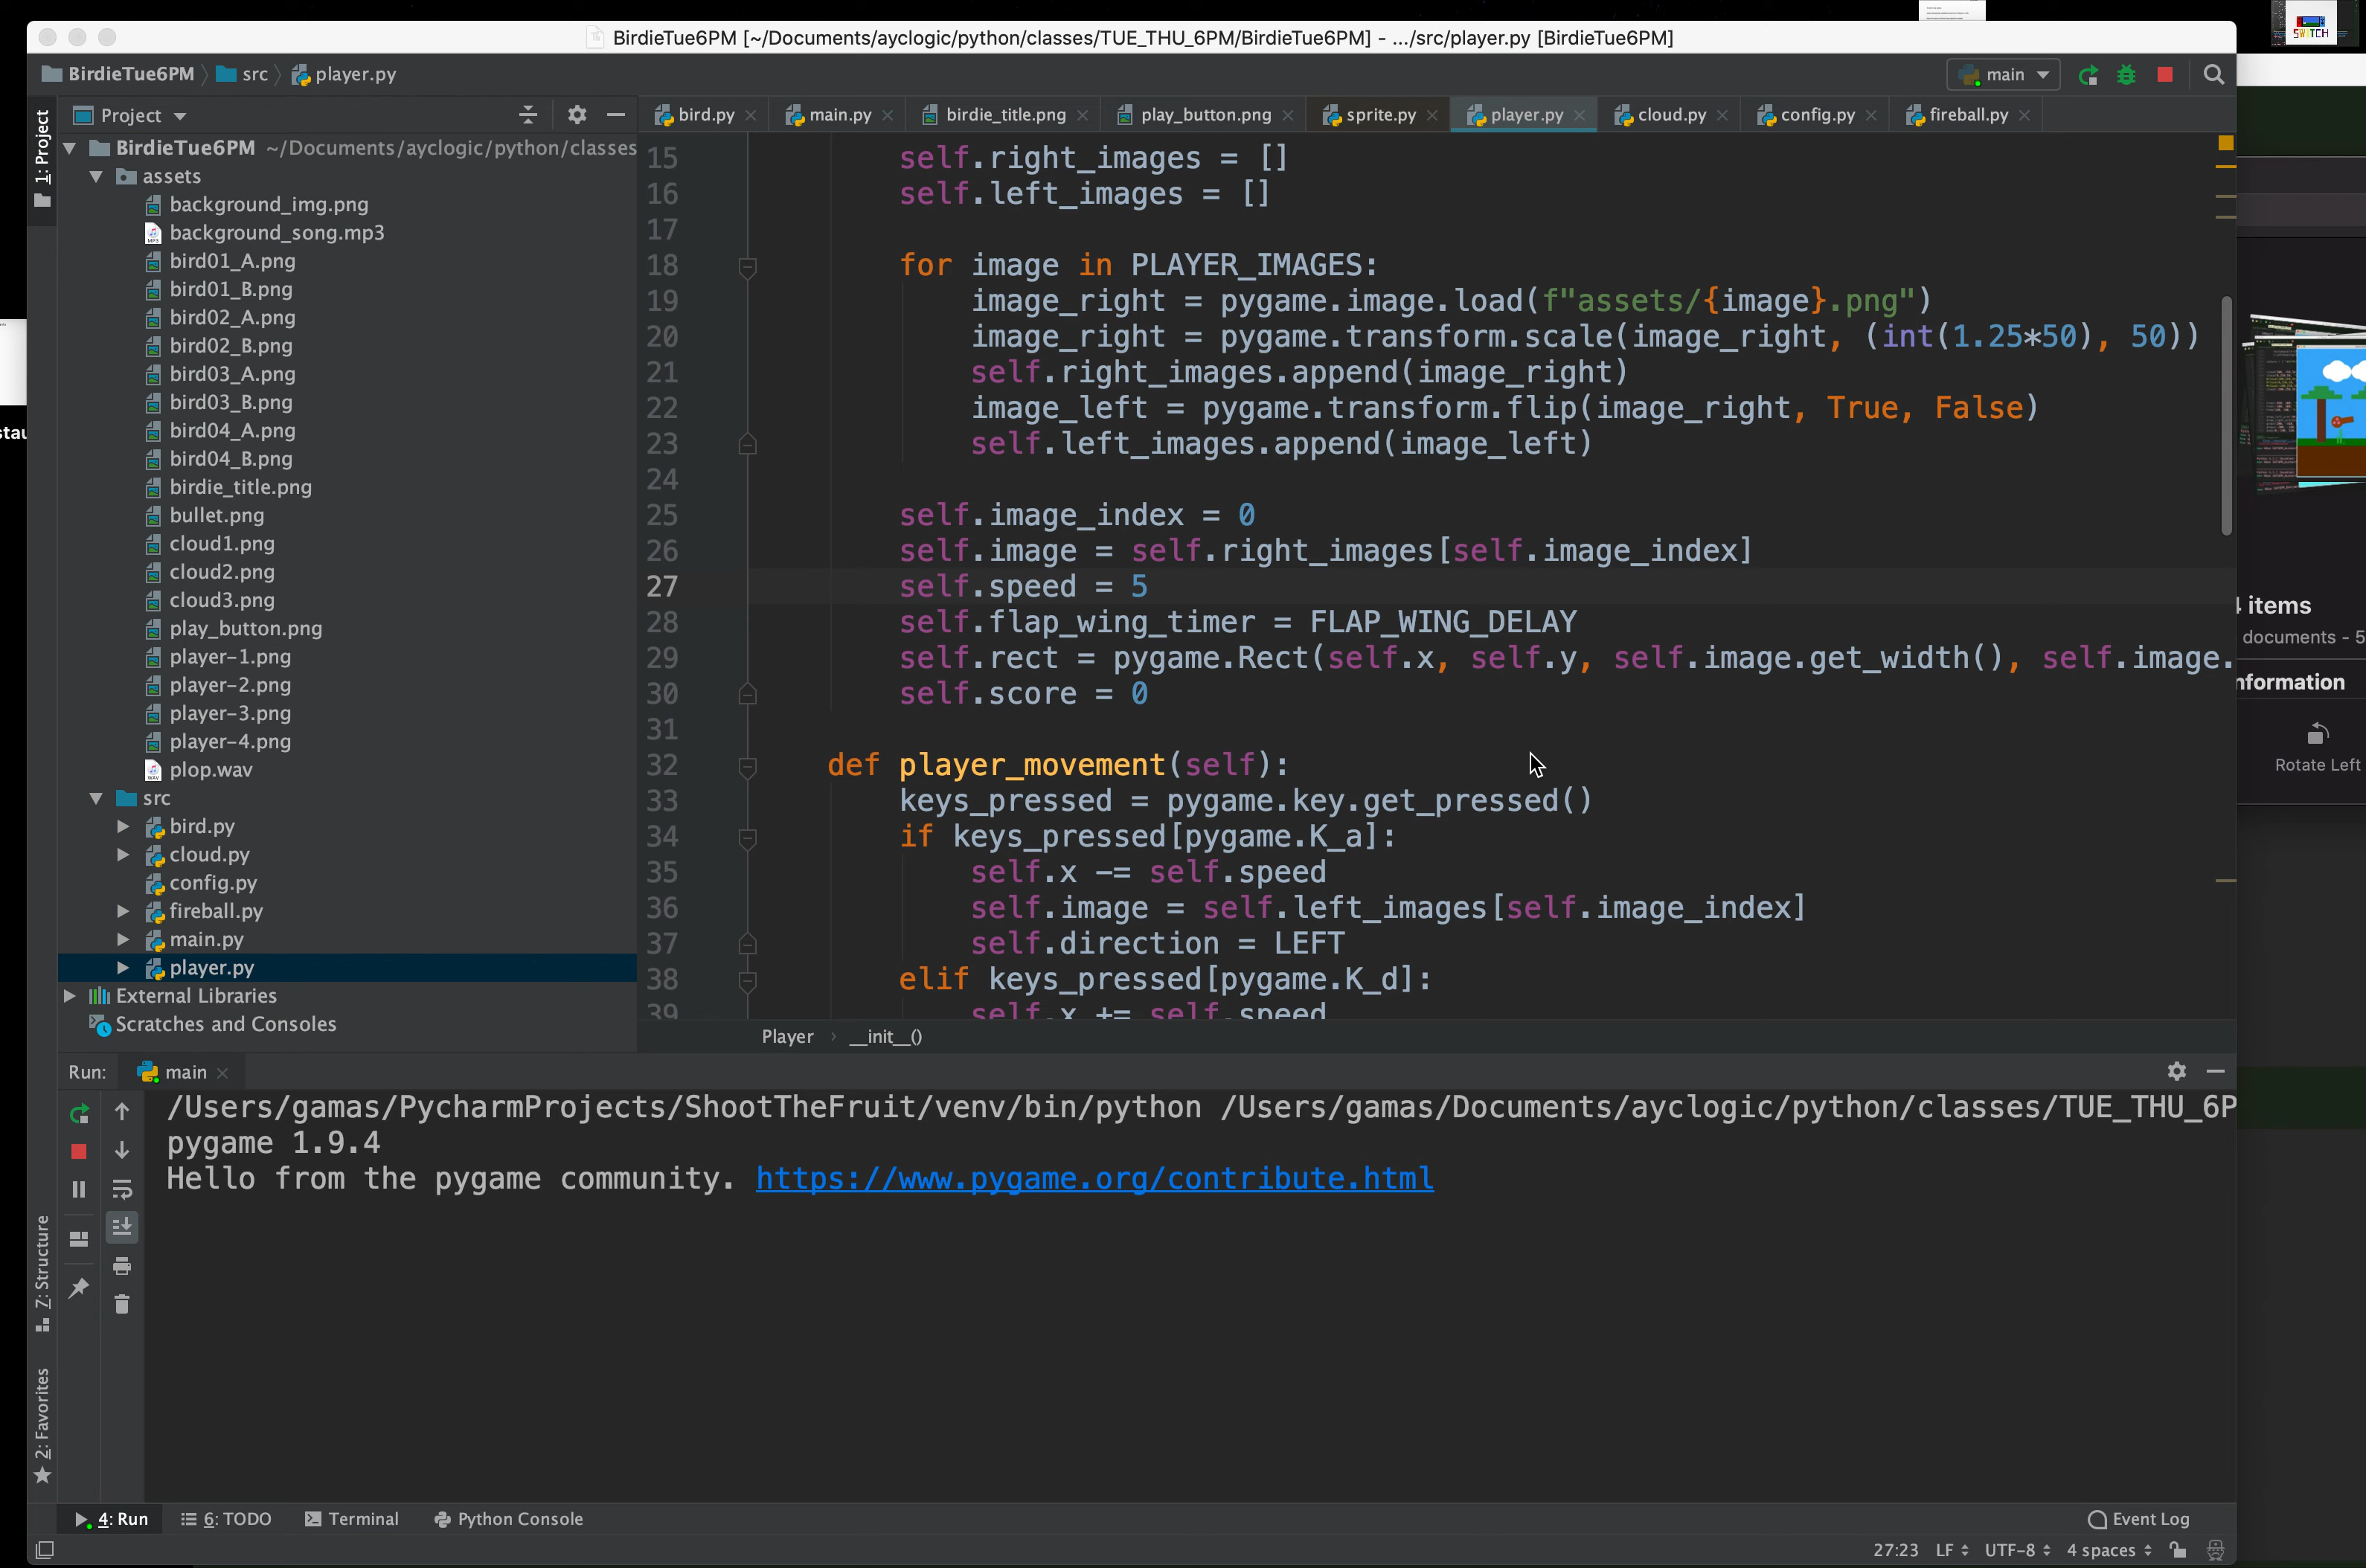 BirdieTue6PM [~/Documents/ayclogic/python/classes/TUE_THU_6PM/BirdieTue6PM] - .../src/player.py [BirdieTue6PM]
SWITCH
BirdieTue6PM src player.py
main
1: Project
Project
bird.py main.py birdie_title.png play_button.png sprite.py player.py cloud.py config.py fireball.py
BirdieTue6PM ~/Documents/ayclogic/python/classes
assets
background_img.png
background_song.mp3
bird01_A.png
bird01_B.png
bird02_A.png
bird02_B.png
bird03_A.png
bird03_B.png
bird04_A.png
bird04_B.png
birdie_title.png
bullet.png
cloud1.png
cloud2.png
cloud3.png
play_button.png
player-1.png
player-2.png
player-3.png
player-4.png
plop.wav
src
bird.py
cloud.py
config.py
fireball.py
main.py
player.py
External Libraries
Scratches and Consoles
15 self.right_images = []
16 self.left_images = []
17
18 for image in PLAYER_IMAGES:
19 image_right = pygame.image.load(f"assets/{image}.png")
20 image_right = pygame.transform.scale(image_right, (int(1.25*50), 50))
21 self.right_images.append(image_right)
22 image_left = pygame.transform.flip(image_right, True, False)
23 self.left_images.append(image_left)
24
25 self.image_index = 0
26 self.image = self.right_images[self.image_index]
27 self.speed = 5
28 self.flap_wing_timer = FLAP_WING_DELAY
29 self.rect = pygame.Rect(self.x, self.y, self.image.get_width(), self.image.
30 self.score = 0
31
32 def player_movement(self):
33 keys_pressed = pygame.key.get_pressed()
34 if keys_pressed[pygame.K_a]:
35 self.x -= self.speed
36 self.image = self.left_images[self.image_index]
37 self.direction = LEFT
38 elif keys_pressed[pygame.K_d]:
39 self.x += self.speed
Player __init__()
items
documents - 5
nformation
Rotate Left
Run: main
/Users/gamas/PycharmProjects/ShootTheFruit/venv/bin/python /Users/gamas/Documents/ayclogic/python/classes/TUE_THU_6P
pygame 1.9.4
Hello from the pygame community. https://www.pygame.org/contribute.html
7: Structure
2: Favorites
4: Run 6: TODO Terminal Python Console Event Log
27:23 LF UTF-8 4 spaces